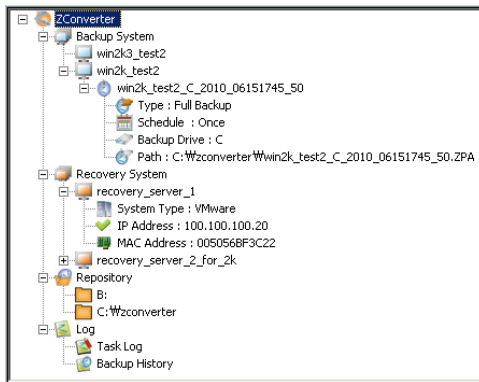 ZConverter
Backup System
win2k3_test2
win2k_test2
win2k_test2_C_2010_06151745_50
Type : Full Backup
Schedule : Once
Backup Drive : C
Path : C:₩zconverter₩win2k_test2_C_2010_06151745_50.ZPA
Recovery System
recovery_server_1
System Type : VMware
IP Address : 100.100.100.20
MAC Address : 005056BF3C22
recovery_server_2_for_2k
Repository
B:
C:₩zconverter
Log
Task Log
Backup History